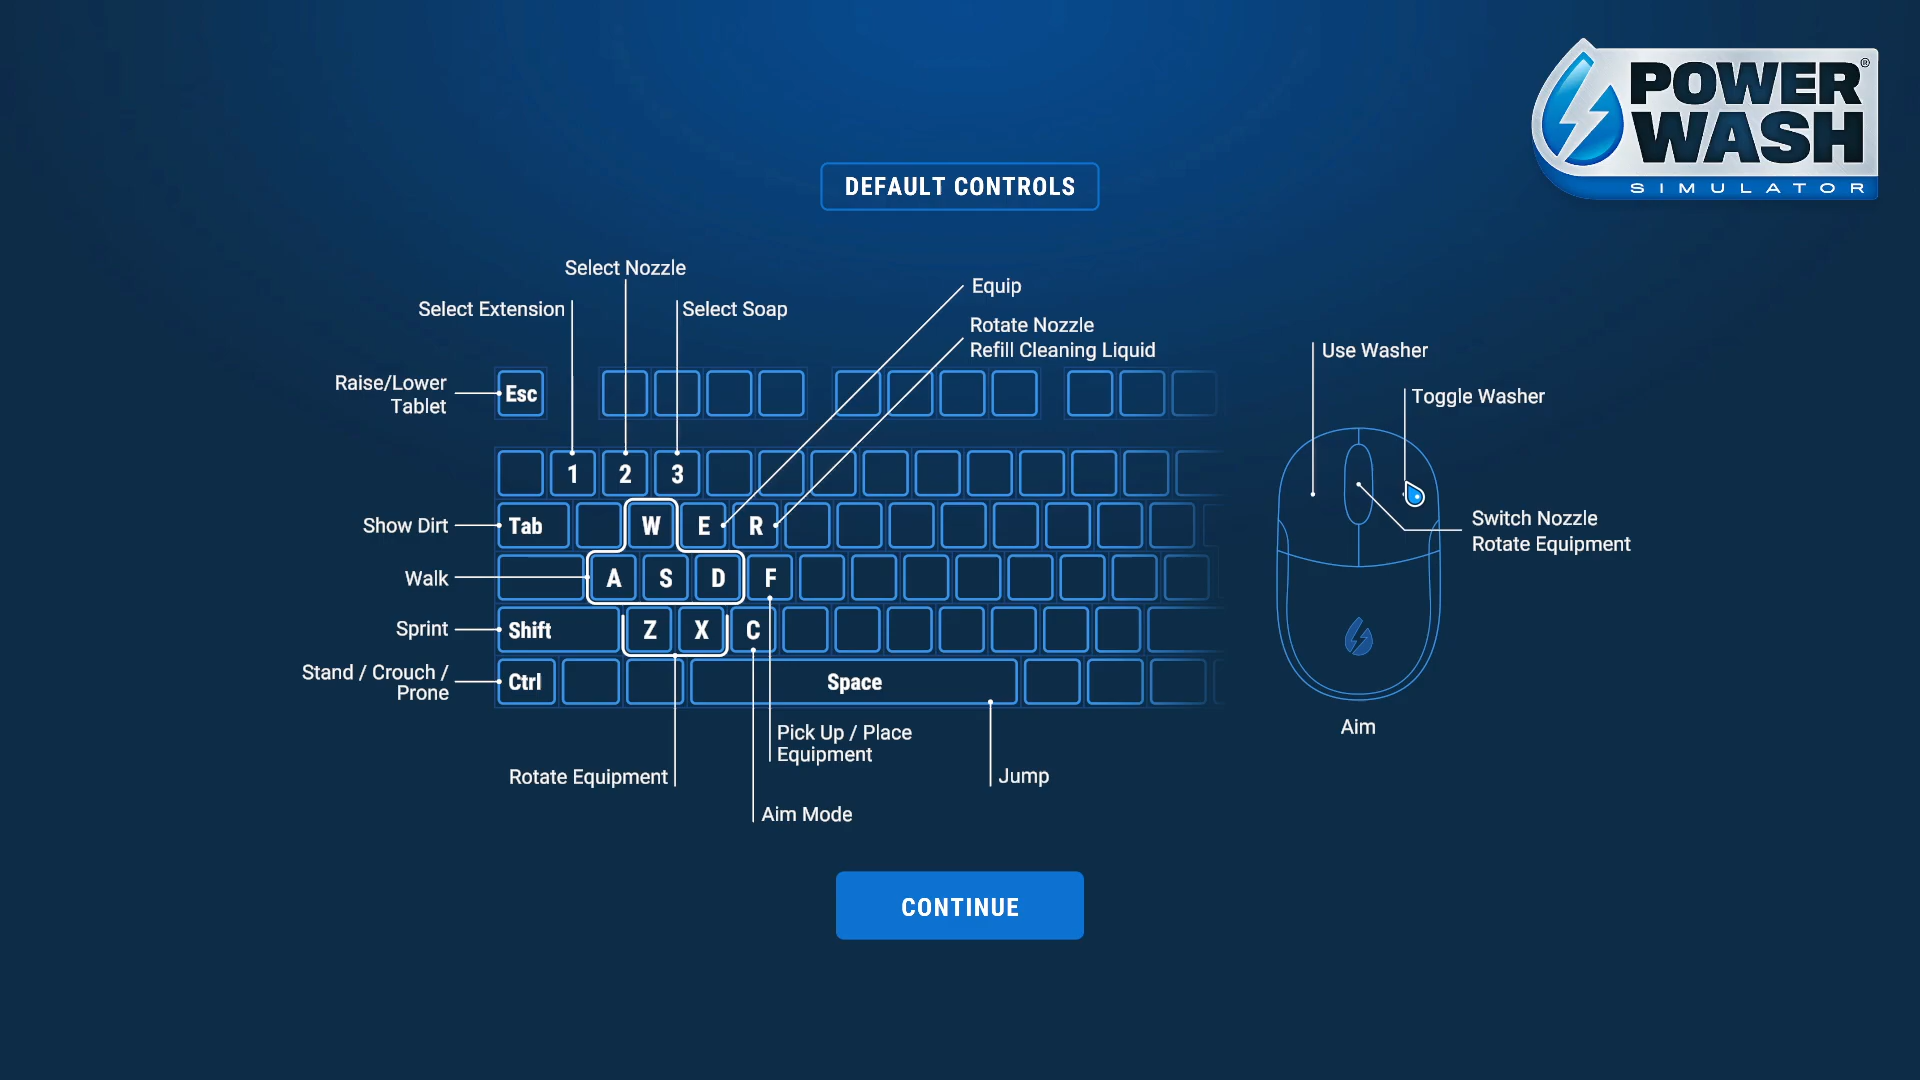 POWER®
WASH
SIMULATOR
DEFAULT CONTROLS
Select Nozzle
Select Extension
Select Soap
Equip
Rotate Nozzle
Refill Cleaning Liquid
Use Washer
Toggle Washer
Raise/Lower
Tablet
Esc
1 2 3
Switch Nozzle
Rotate Equipment
Show Dirt
Tab W E R
Walk
A S D F
Sprint
Shift Z X C
Stand / Crouch /
Prone
Ctrl Space
Aim
Pick Up / Place
Equipment
Rotate Equipment
Jump
Aim Mode
CONTINUE